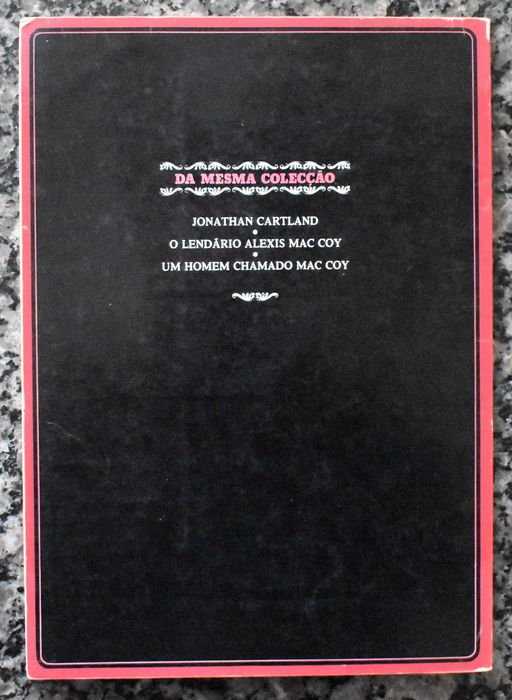 DA MESMA COLECÇÃO
JONATHAN CARTLAND
O LENDÁRIO ALEXIS MAC COY
UM HOMEM CHAMADO MAC COY